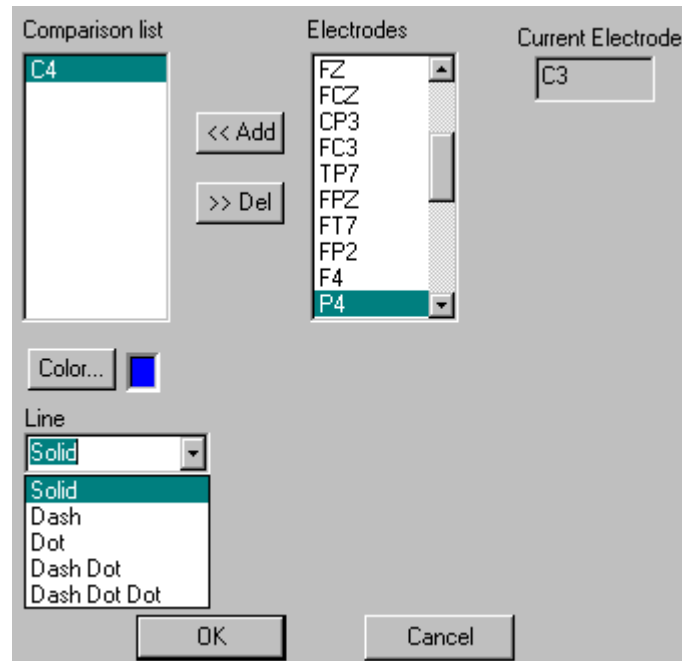 Comparison list
C4
<< Add
>> Del
Electrodes
FZ
FCZ
CP3
FC3
TP7
FPZ
FT7
FP2
F4
P4
Current Electrode
C3
Color...
Line
Solid
Solid
Dash
Dot
Dash Dot
Dash Dot Dot
OK
Cancel